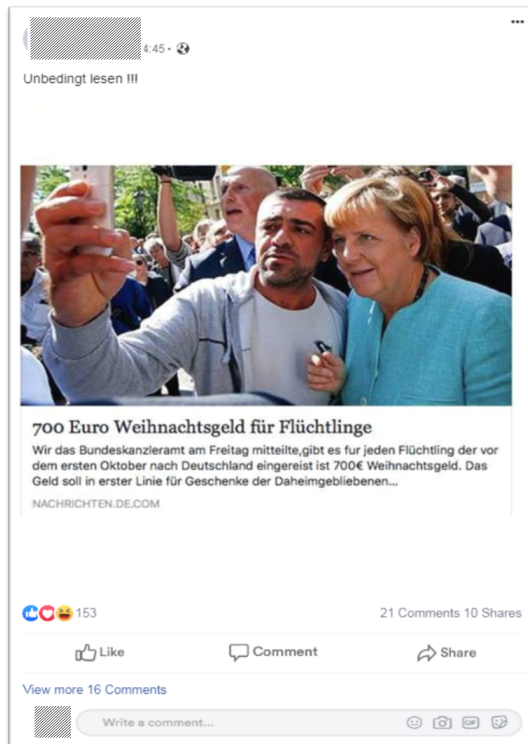 4:45 ·
Unbedingt lesen !!!
700 Euro Weihnachtsgeld für Flüchtlinge
Wir das Bundeskanzleramt am Freitag mitteilte,gibt es fur jeden Flüchtling der vor
dem ersten Oktober nach Deutschland eingereist ist 700€ Weihnachtsgeld. Das
Geld soll in erster Linie für Geschenke der Daheimgebliebenen...
NACHRICHTEN.DE.COM
153
21 Comments 10 Shares
Like
Comment
Share
View more 16 Comments
Write a comment...
GIF